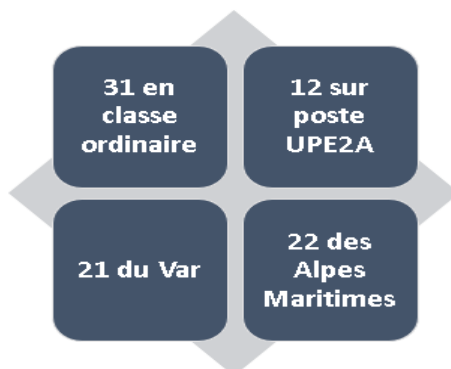 31 en
classe
ordinaire
12 sur
poste
UPE2A
21 du Var
22 des
Alpes
Maritimes